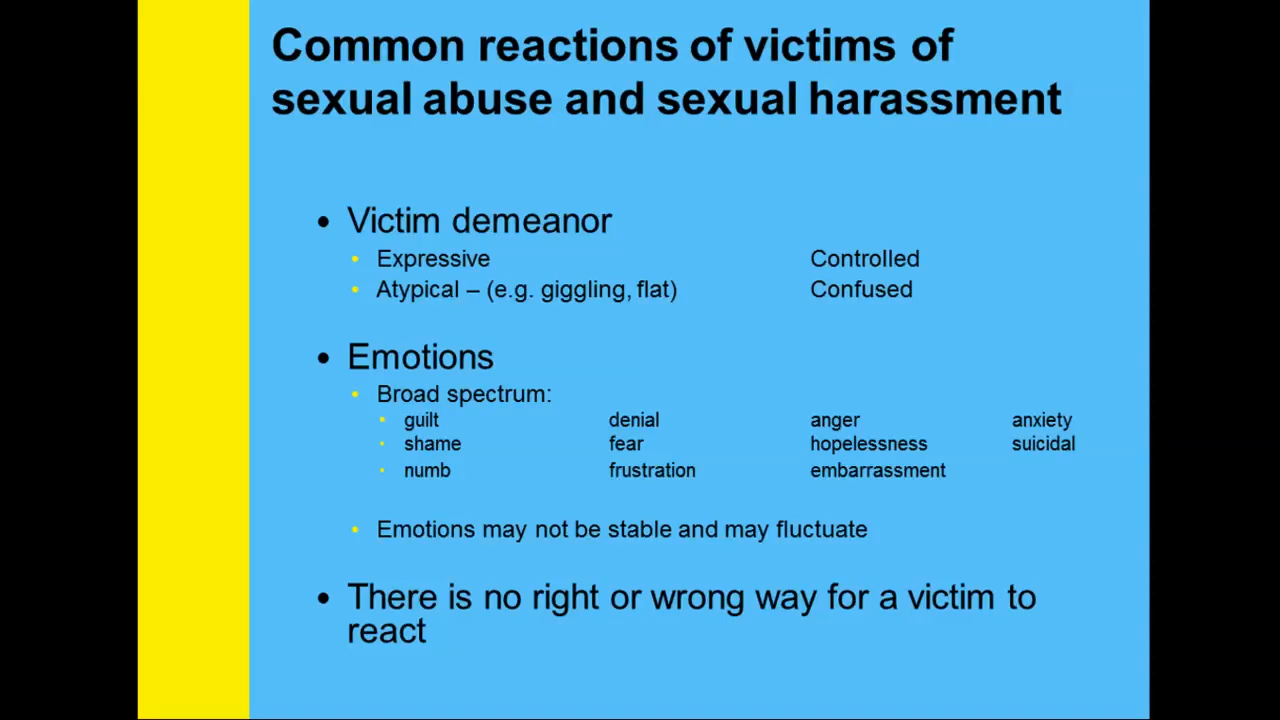 Common reactions of victims of
sexual abuse and sexual harassment
• Victim demeanor
• Expressive Controlled
• Atypical – (e.g. giggling, flat) Confused
• Emotions
• Broad spectrum:
• guilt denial anger anxiety
• shame fear hopelessness suicidal
• numb frustration embarrassment
• Emotions may not be stable and may fluctuate
• There is no right or wrong way for a victim to
react